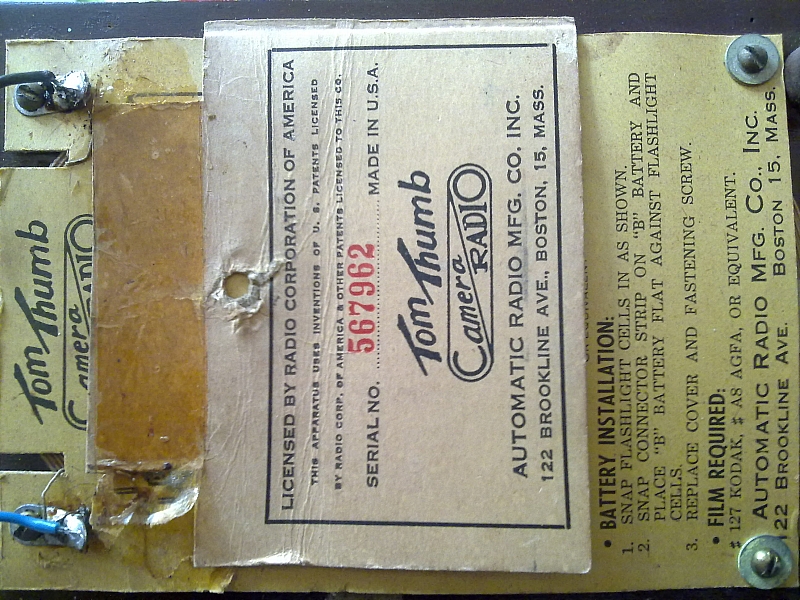 Tom Thumb
Camera
RADIO
LICENSED BY RADIO CORPORATION OF AMERICA
THIS APPARATUS USES INVENTIONS OF U. S. PATENTS LICENSED
BY RADIO CORP. OF AMERICA & OTHER PATENTS LICENSED TO THIS CO.
SERIAL NO. 567962 MADE IN U.S.A.
Tom Thumb
Camera
RADIO
AUTOMATIC RADIO MFG. CO. INC.
122 BROOKLINE AVE., BOSTON, 15, MASS.
• BATTERY INSTALLATION:
1. SNAP FLASHLIGHT CELLS IN AS SHOWN.
2. SNAP CONNECTOR STRIP ON "B" BATTERY AND
PLACE "B" BATTERY FLAT AGAINST FLASHLIGHT
CELLS.
3. REPLACE COVER AND FASTENING SCREW.
• FILM REQUIRED:
# 127 KODAK, # A8 AGFA, OR EQUIVALENT.
AUTOMATIC RADIO MFG. CO., INC.
122 BROOKLINE AVE. BOSTON 15, MASS.